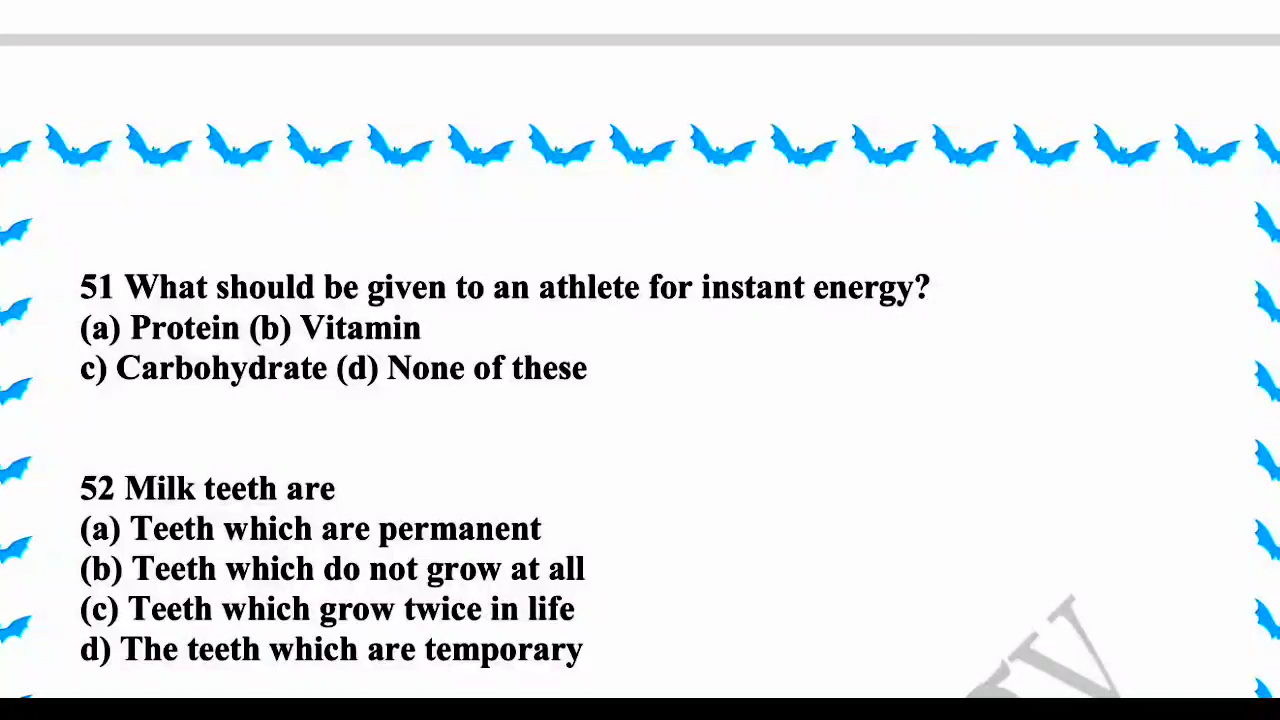 51 What should be given to an athlete for instant energy?
(a) Protein (b) Vitamin
c) Carbohydrate (d) None of these
52 Milk teeth are
(a) Teeth which are permanent
(b) Teeth which do not grow at all
(c) Teeth which grow twice in life
d) The teeth which are temporary